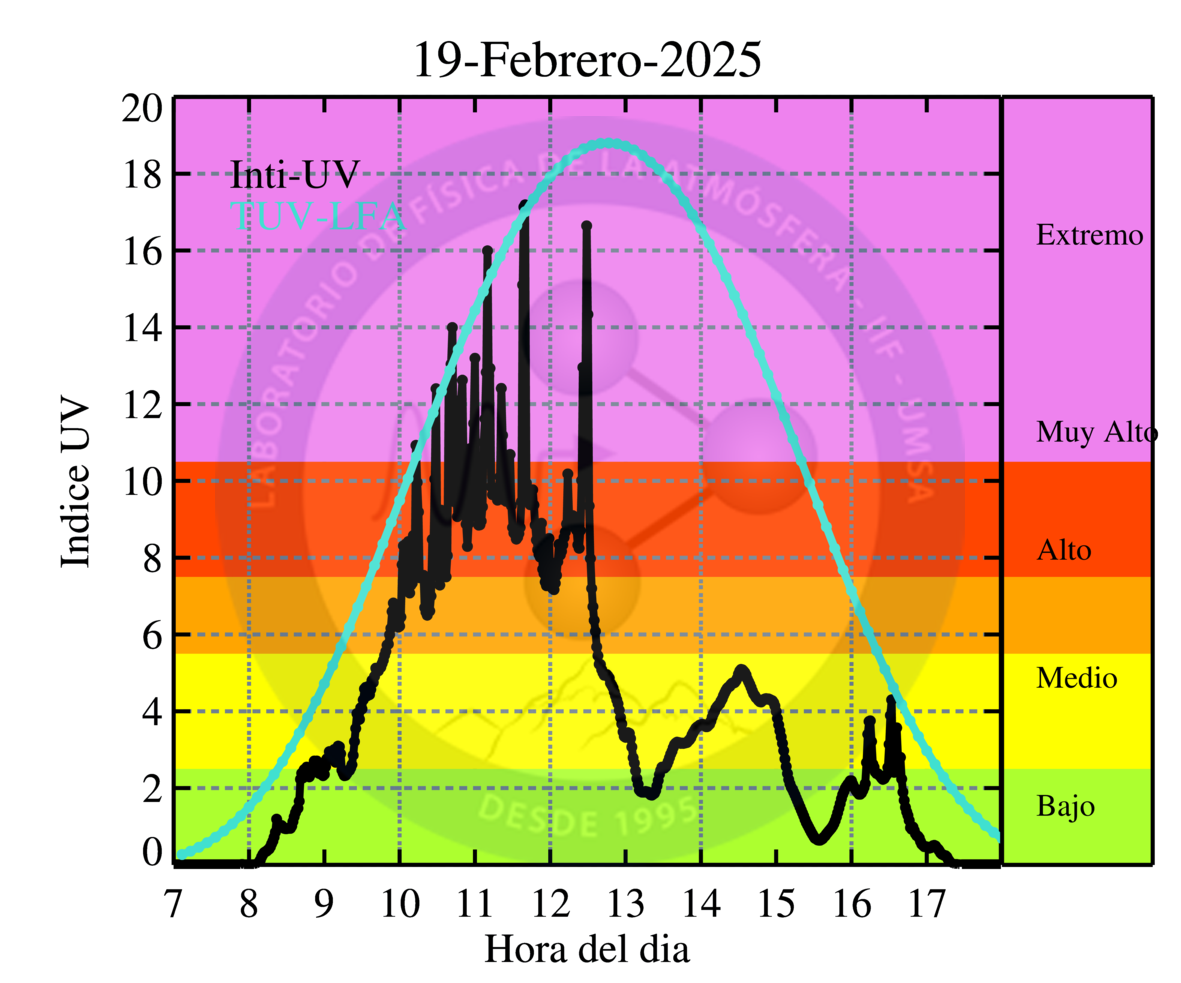 19-Febrero-2025
Inti-UV
TUV-LFA
LABORATORIO DE FÍSICA DE LA ATMÓSFERA - IIF - UMSA
DESDE 1995
Indice UV
20
18
16
14
12
10
8
6
4
2
0
Extremo
Muy Alto
Alto
Medio
Bajo
7 8 9 10 11 12 13 14 15 16 17
Hora del dia